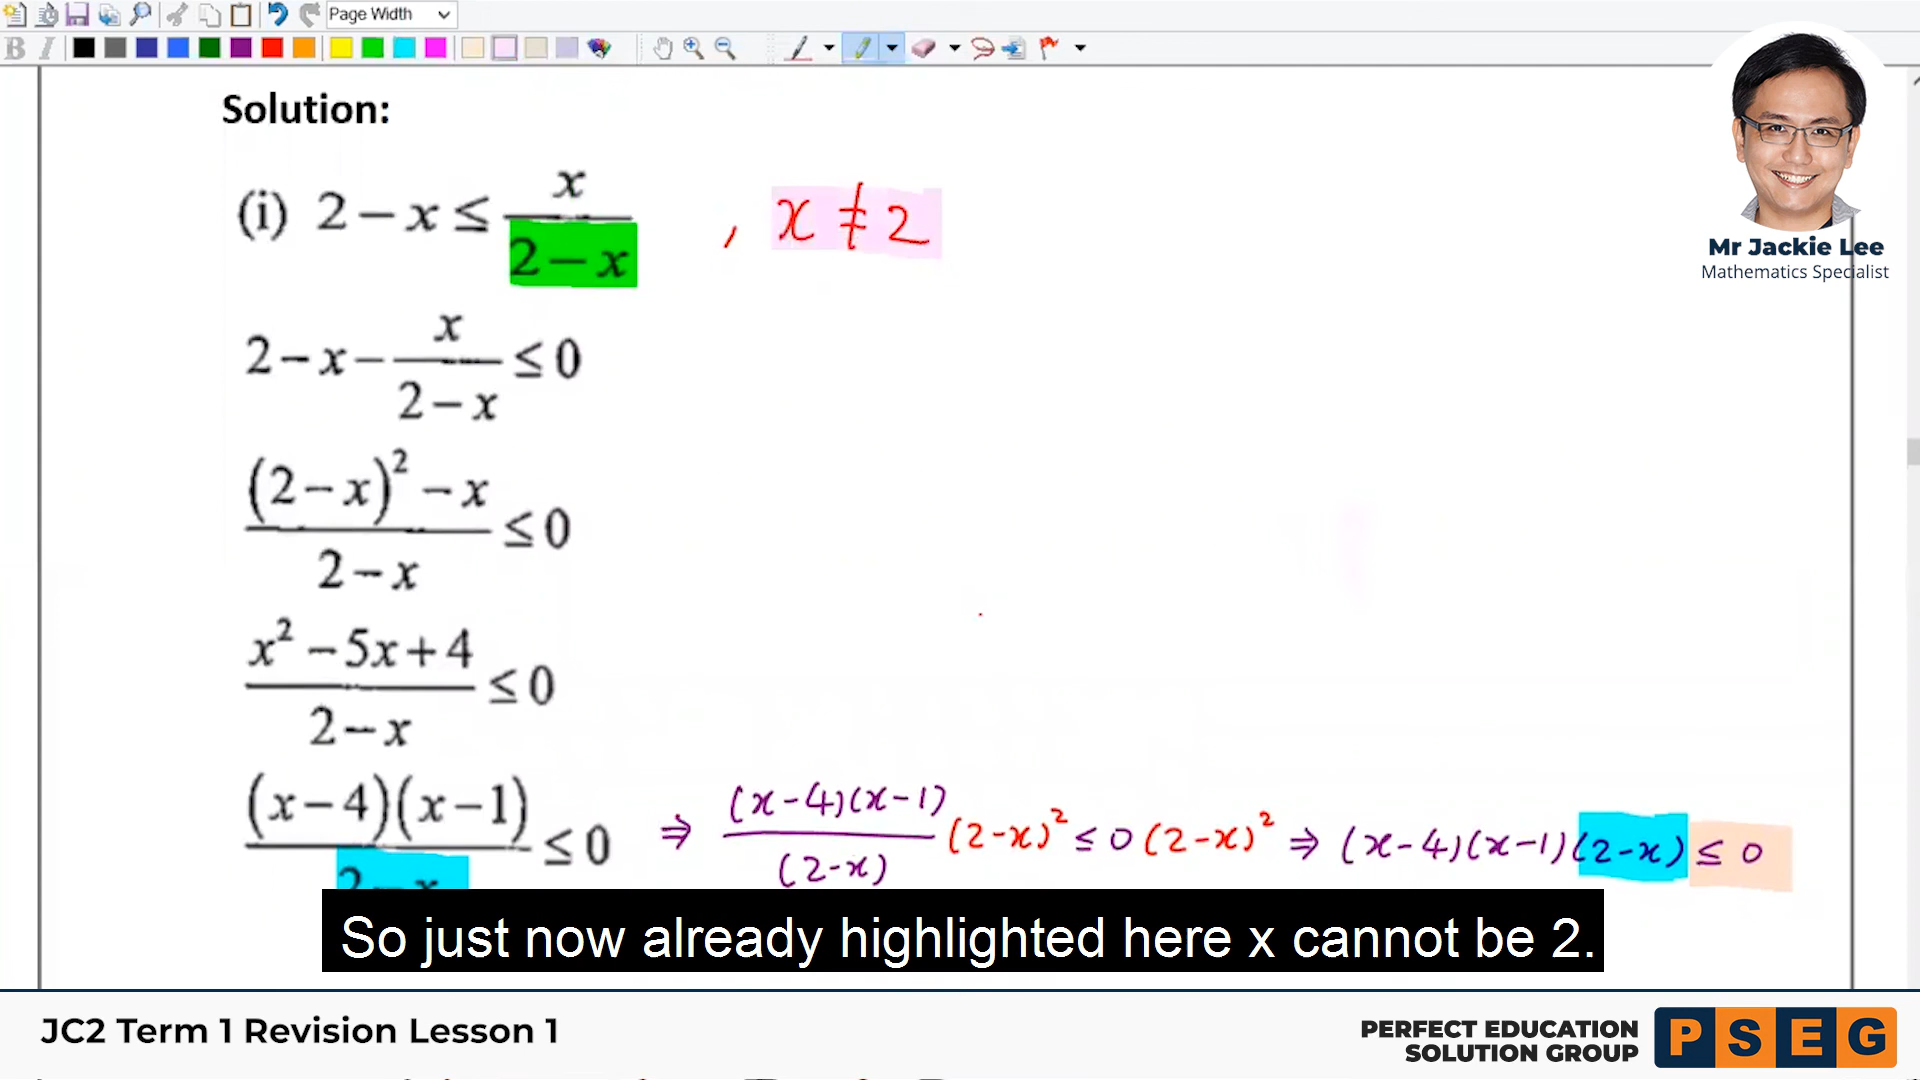 Page Width
B I
Solution:
(i) 2 − x ≤ x / (2 − x) , x ≠ 2
2 − x − x / (2 − x) ≤ 0
((2 − x)² − x) / (2 − x) ≤ 0
(x² − 5x + 4) / (2 − x) ≤ 0
(x − 4)(x − 1) / (2 − x) ≤ 0 ⇒ (x−4)(x−1) / (2−x) (2−x)² ≤ 0 (2−x)² ⇒ (x−4)(x−1)(2−x) ≤ 0
Mr Jackie Lee
Mathematics Specialist
So just now already highlighted here x cannot be 2.
JC2 Term 1 Revision Lesson 1
PERFECT EDUCATION
SOLUTION GROUP
PSEG